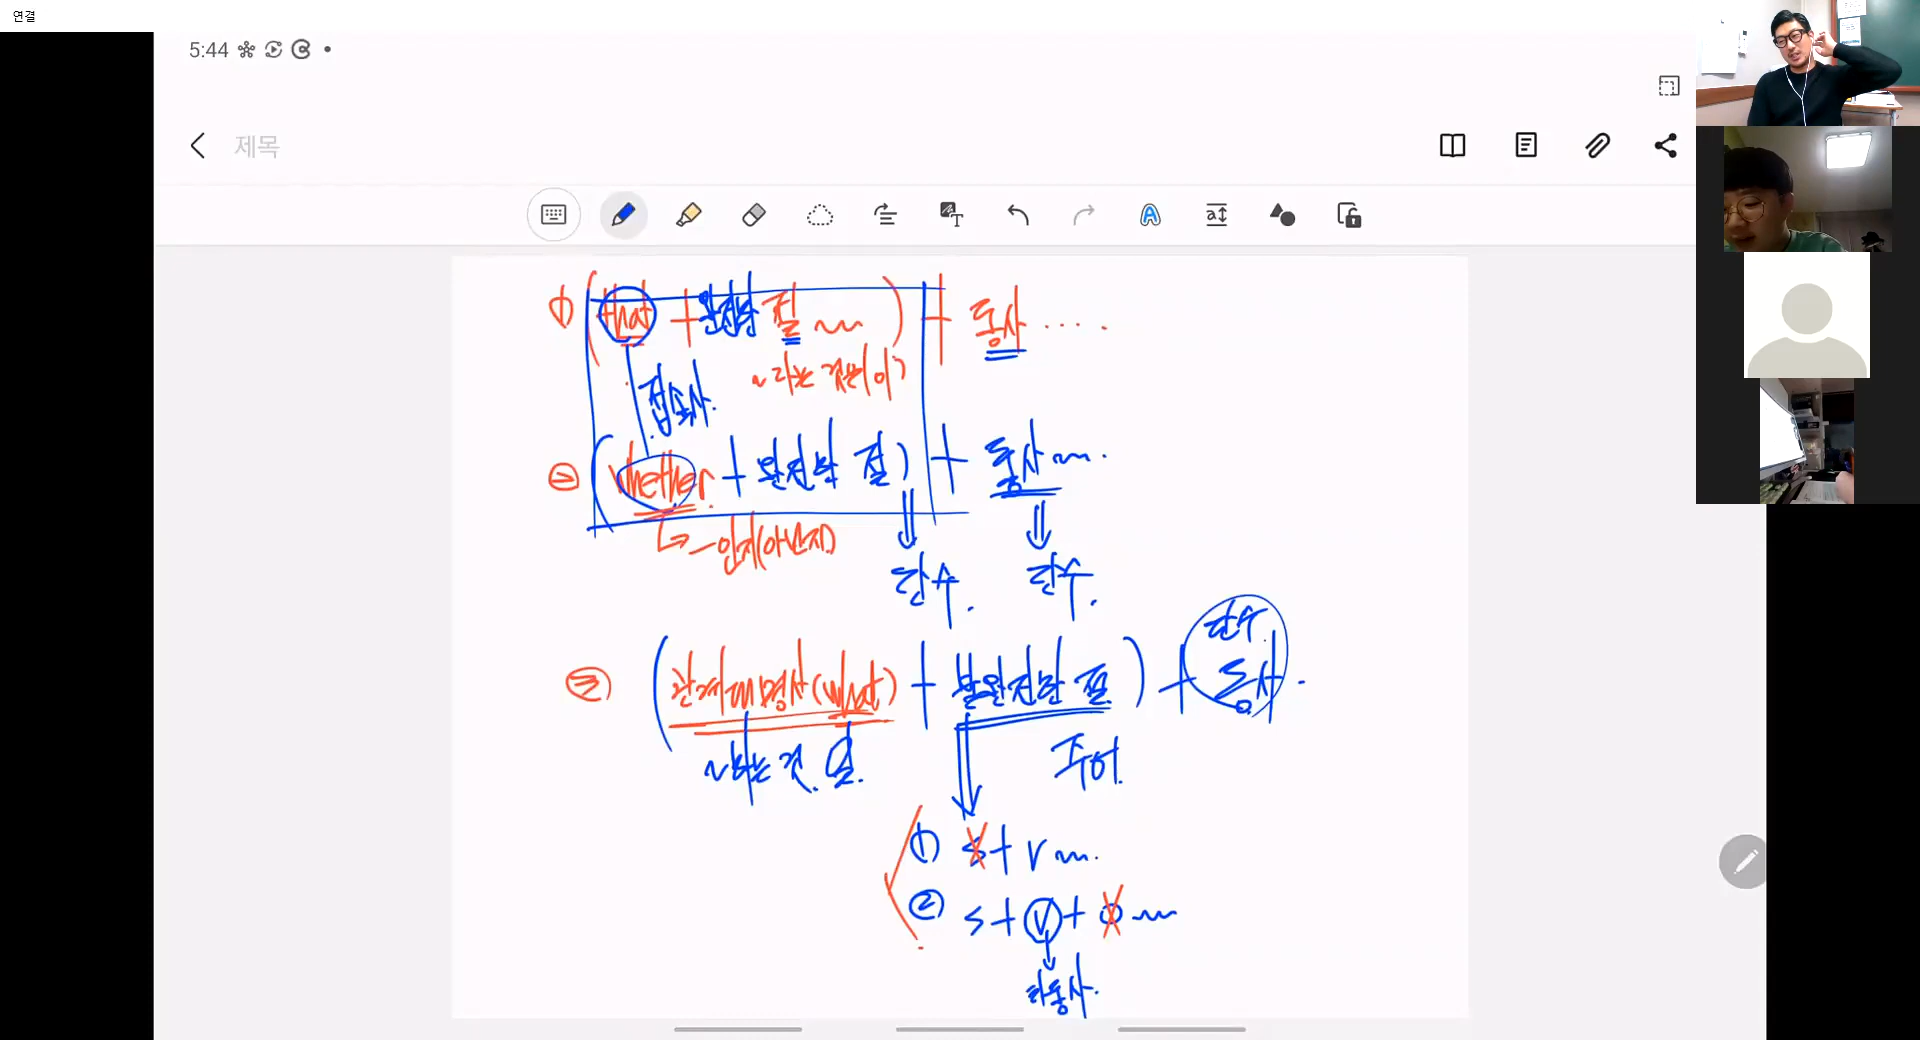 연결
5:44
제목
① (that + 완전한 절 ~) + 동사 ....
~라는 것은(이)
접속사.
② (whether + 완전한 절) + 동사 ~.
→ ~인지(아닌지)
단수. 단수.
③ (관계대명사(what) + 불완전한 절) + 단수 동사.
~라는 것. 을. 주어.
① S + V ~.
② S + V + O ~
타동사.